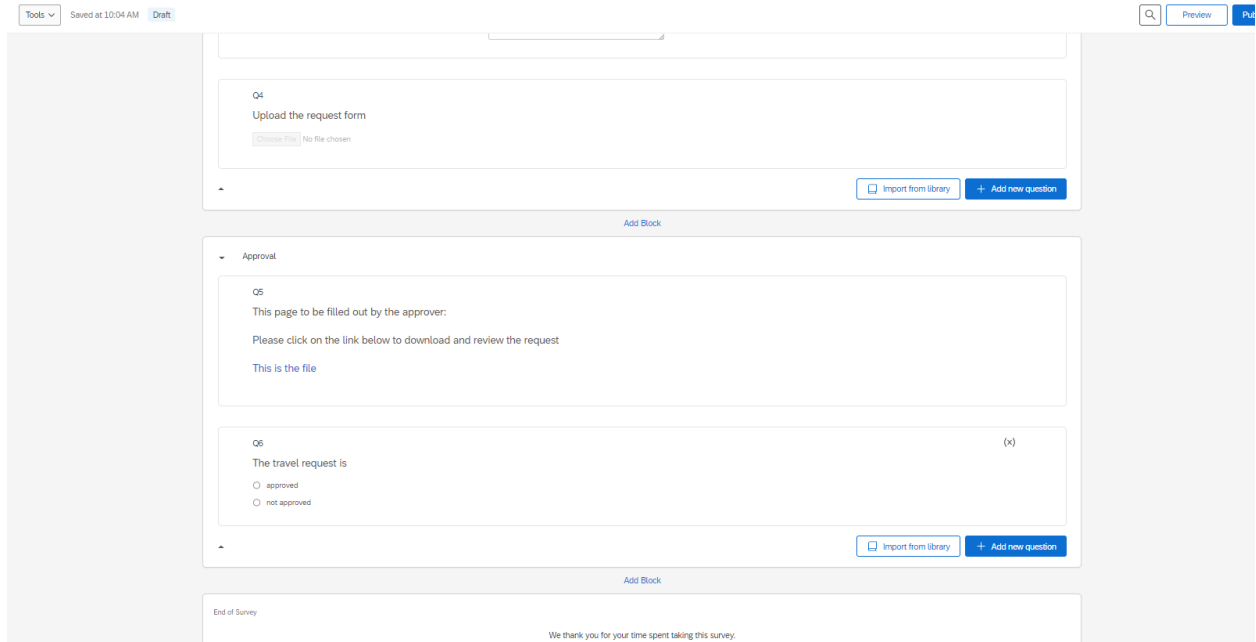 Tools Saved at 10:04 AM Draft Preview
Q4
Upload the request form
Choose File No file chosen
Import from library + Add new question
Add Block
Approval
Q5
This page to be filled out by the approver:
Please click on the link below to download and review the request
This is the file
Q6 (x)
The travel request is
approved
not approved
Import from library + Add new question
Add Block
End of Survey
We thank you for your time spent taking this survey.